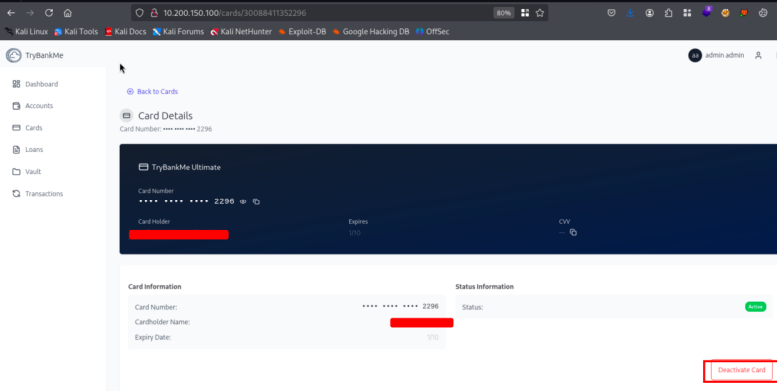 10.200.150.100/cards/30088411352296
80%
Kali Linux Kali Tools Kali Docs Kali Forums Kali NetHunter Exploit-DB Google Hacking DB OffSec
TryBankMe
aa admin admin
Dashboard
Accounts
Cards
Loans
Vault
Transactions
Back to Cards
Card Details
Card Number: •••• •••• •••• 2296
TryBankMe Ultimate
Card Number
•••• •••• •••• 2296
Card Holder Expires CVV
1/10 ---
Card Information Status Information
Card Number: •••• •••• •••• 2296 Status: Active
Cardholder Name:
Expiry Date: 1/10
Deactivate Card